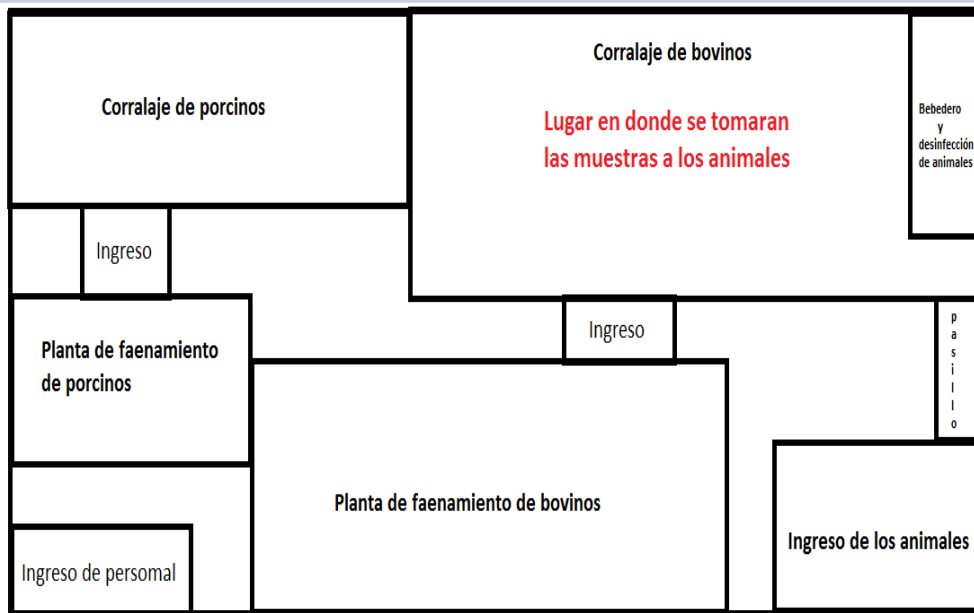 Corralaje de porcinos
Corralaje de bovinos
Lugar en donde se tomaran
las muestras a los animales
Bebedero
y
desinfección
de animales
Ingreso
Ingreso
pasillo
Planta de faenamiento
de porcinos
Planta de faenamiento de bovinos
Ingreso de los animales
Ingreso de persomal